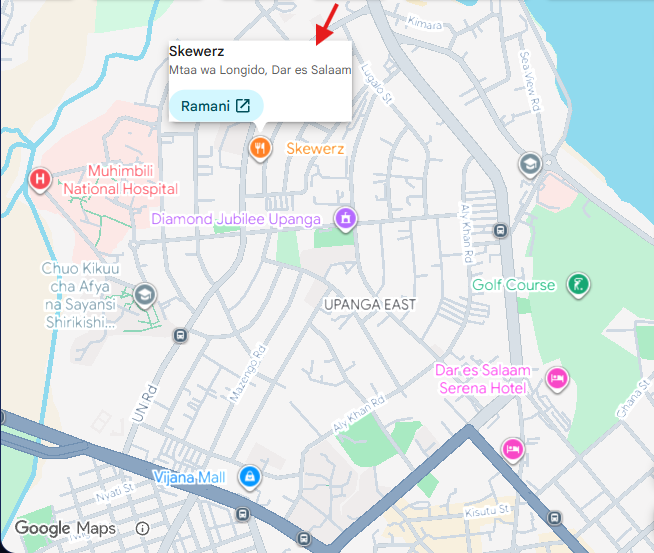 Kimara
Skewerz
Mtaa wa Longido, Dar es Salaam
Ramani
Sea View Rd
Lugalo St
Skewerz
Muhimbili
National Hospital
Diamond Jubilee Upanga
Aly Khan Rd
Chuo Kikuu
cha Afya
na Sayansi
Shirikishi...
Golf Course
UPANGA EAST
Mazengo Rd
Dar es Salaam
Serena Hotel
UN Rd
Aly Khan Rd
Ghana St
Vijana Mall
Nyati St
Kisutu St
Google Maps